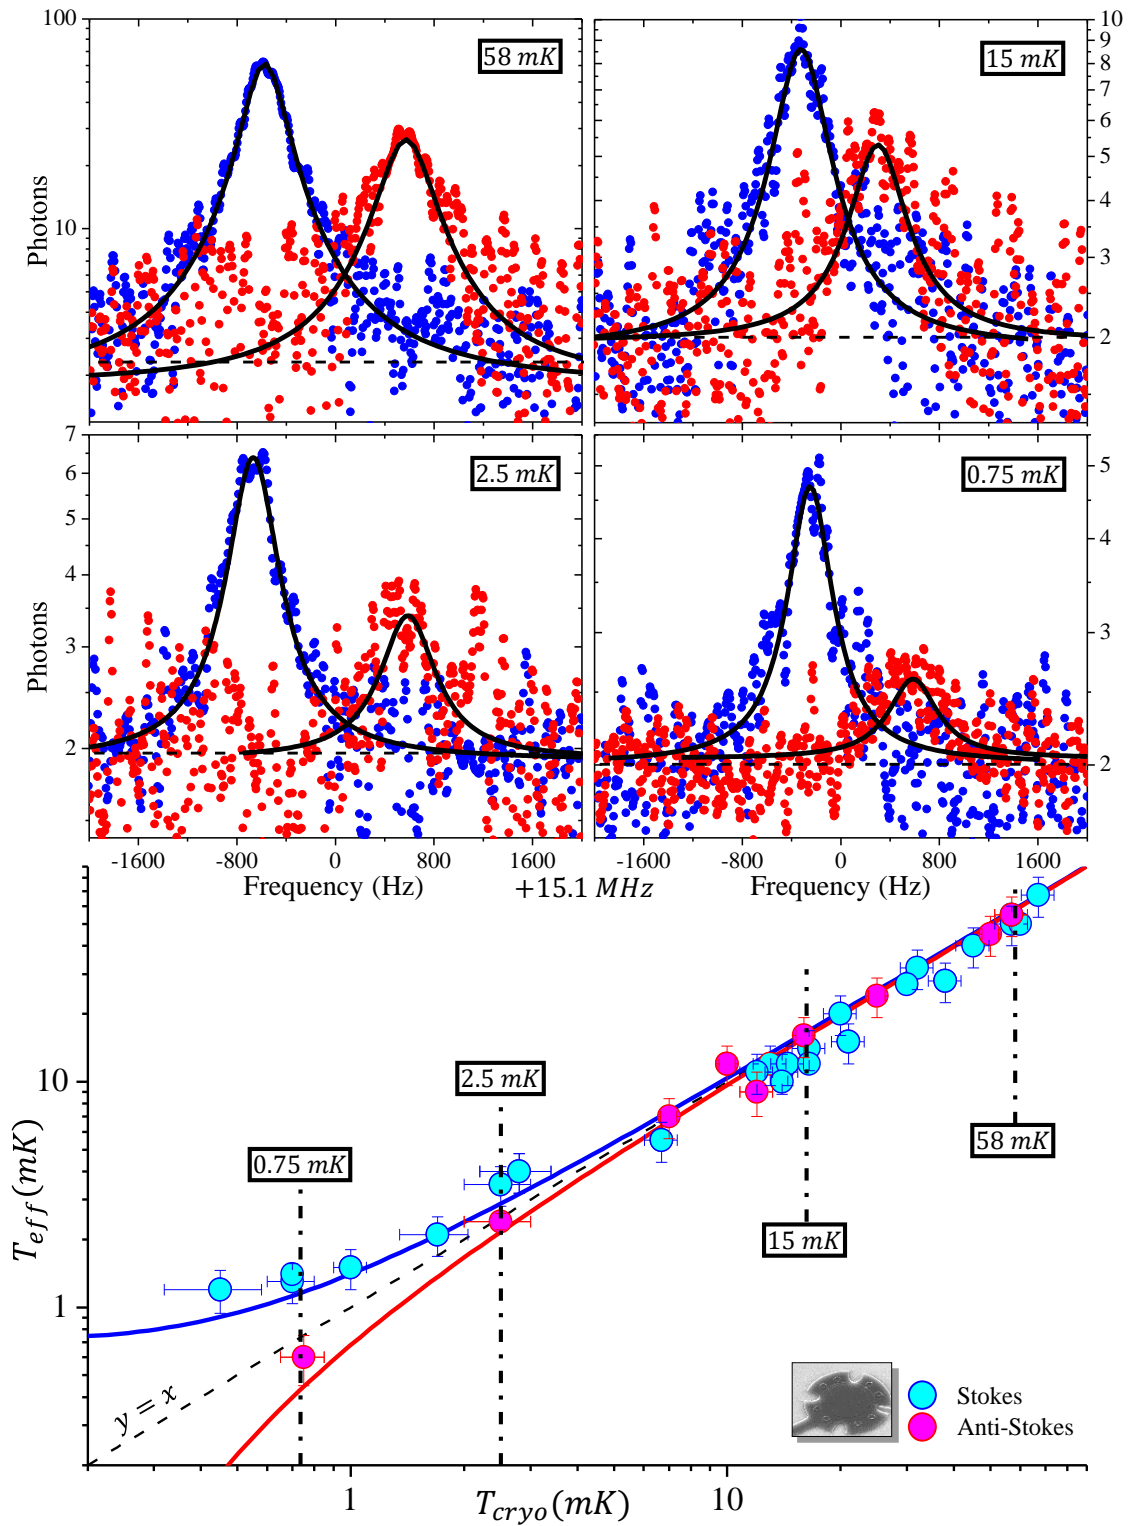 100
10
Photons
58 mK
15 mK
10
9
8
7
6
5
4
3
2
7
6
5
4
3
2
Photons
2.5 mK
0.75 mK
5
4
3
2
-1600 -800 0 800 1600
-1600 -800 0 800 1600
Frequency (Hz)
+15.1 MHz
Frequency (Hz)
10
1
T_eff(mK)
0.75 mK
2.5 mK
15 mK
58 mK
y = x
Stokes
Anti-Stokes
1 10
T_cryo(mK)